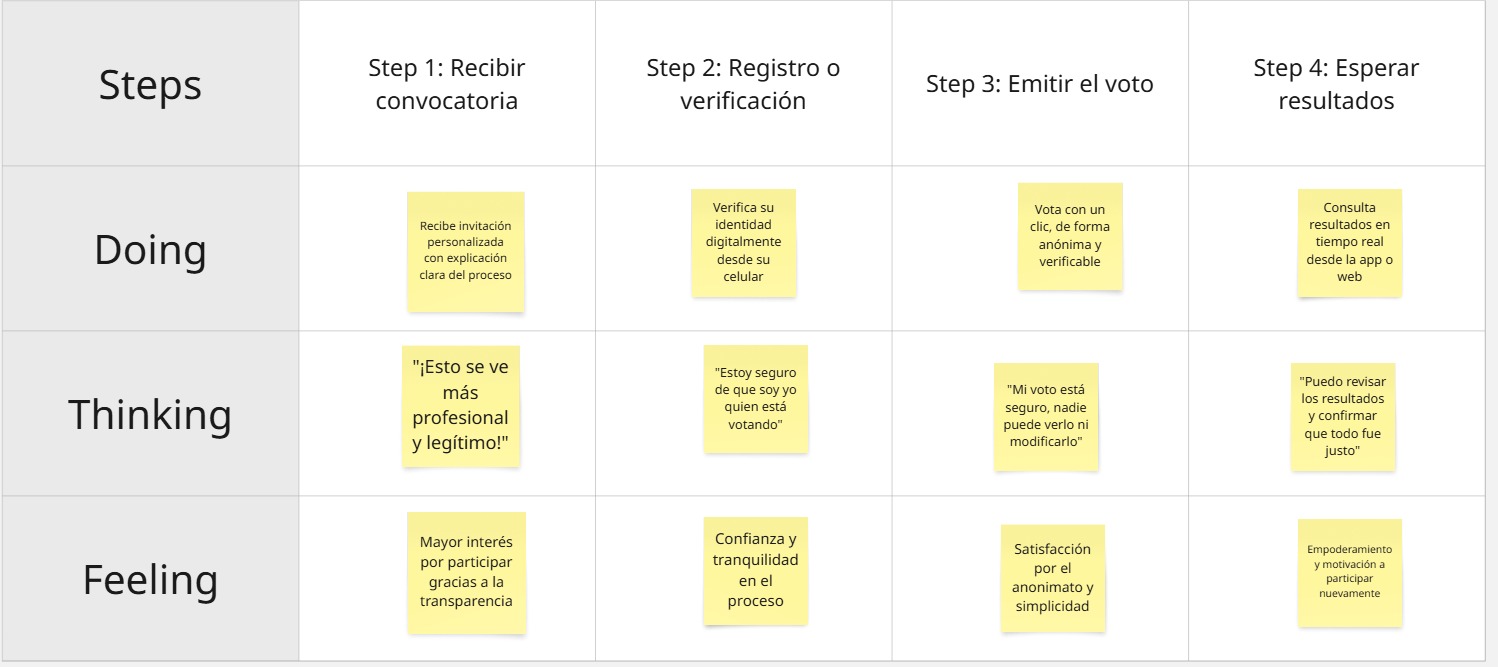 Steps
Step 1: Recibir
convocatoria
Step 2: Registro o
verificación
Step 3: Emitir el voto
Step 4: Esperar
resultados
Doing
Recibe invitación
personalizada
con explicación
clara del proceso
Verifica su
identidad
digitalmente
desde su
celular
Vota con un
clic, de forma
anónima y
verificable
Consulta
resultados en
tiempo real
desde la app o
web
Thinking
"¡Esto se ve
más
profesional
y legítimo!"
"Estoy seguro
de que soy yo
quien está
votando"
"Mi voto está
seguro, nadie
puede verlo ni
modificarlo"
"Puedo revisar
los resultados
y confirmar
que todo fue
justo"
Feeling
Mayor interés
por participar
gracias a la
transparencia
Confianza y
tranquilidad
en el
proceso
Satisfacción
por el
anonimato y
simplicidad
Empoderamiento
y motivación a
participar
nuevamente